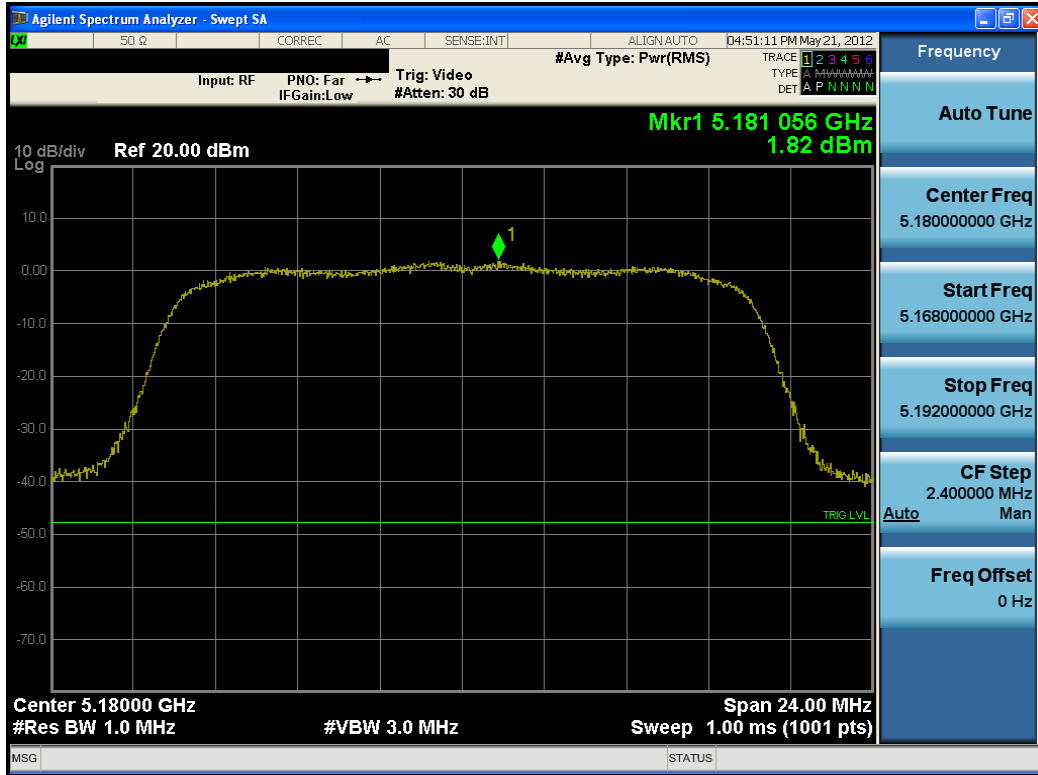 Agilent Spectrum Analyzer - Swept SA
LXI 50 Ω CORREC AC SENSE:INT ALIGN AUTO 04:51:11 PM May 21, 2012
Input: RF PNO: Far IFGain:Low Trig: Video #Atten: 30 dB #Avg Type: Pwr(RMS)
TRACE 1 2 3 4 5 6
TYPE A MWWWWW
DET A P N N N N
Mkr1 5.181 056 GHz
1.82 dBm
10 dB/div Ref 20.00 dBm
Log
10.0
0.00
-10.0
-20.0
-30.0
-40.0
-50.0
-60.0
-70.0
1
TRIG LVL
Center 5.18000 GHz Span 24.00 MHz
#Res BW 1.0 MHz #VBW 3.0 MHz Sweep 1.00 ms (1001 pts)
MSG STATUS
Frequency
Auto Tune
Center Freq
5.180000000 GHz
Start Freq
5.168000000 GHz
Stop Freq
5.192000000 GHz
CF Step
2.400000 MHz
Auto Man
Freq Offset
0 Hz